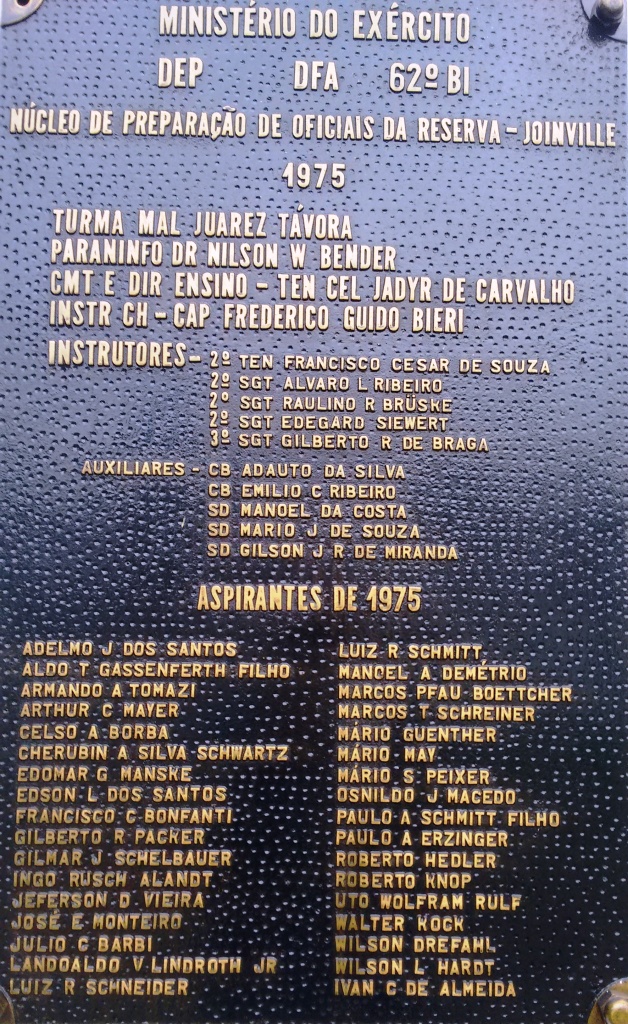 MINISTÉRIO DO EXÉRCITO
DEP DFA 62º BI
NÚCLEO DE PREPARAÇÃO DE OFICIAIS DA RESERVA – JOINVILLE
1975
TURMA MAL JUAREZ TÁVORA
PARANINFO DR NILSON W BENDER
CMT E DIR ENSINO – TEN CEL JADYR DE CARVALHO
INSTR CH – CAP FREDERICO GUIDO BIERI
INSTRUTORES – 2º TEN FRANCISCO CESAR DE SOUZA
2º SGT ALVARO L RIBEIRO
2º SGT RAULINO R BRÜSKE
2º SGT EDEGARD SIEWERT
3º SGT GILBERTO R DE BRAGA
AUXILIARES – CB ADAUTO DA SILVA
CB EMILIO C RIBEIRO
SD MANOEL DA COSTA
SD MARIO J DE SOUZA
SD GILSON J R DE MIRANDA
ASPIRANTES DE 1975
ADELMO J DOS SANTOS
ALDO T GASSENFERTH FILHO
ARMANDO A TOMAZI
ARTHUR C MAYER
CELSO A BORBA
CHERUBIN A SILVA SCHWARTZ
EDOMAR G MANSKE
EDSON L DOS SANTOS
FRANCISCO C BONFANTI
GILBERTO R PACKER
GILMAR J SCHELBAUER
INGO RUSCH ALANDT
JEFERSON D VIEIRA
JOSÉ E MONTEIRO
JULIO C BARBI
LANDOALDO V LINDROTH JR
LUIZ R SCHNEIDER
LUIZ R SCHMITT
MANOEL A DEMÉTRIO
MARCOS PFAU BOETTCHER
MARCOS T SCHREINER
MÁRIO GUENTHER
MÁRIO MAY
MÁRIO S PEIXER
OSNILDO J MACEDO
PAULO A SCHMITT FILHO
PAULO A ERZINGER
ROBERTO HEDLER
ROBERTO KNOP
UTO WOLFRAM RULF
WALTER KOCK
WILSON DREFAHL
WILSON L HARDT
IVAN C DE ALMEIDA